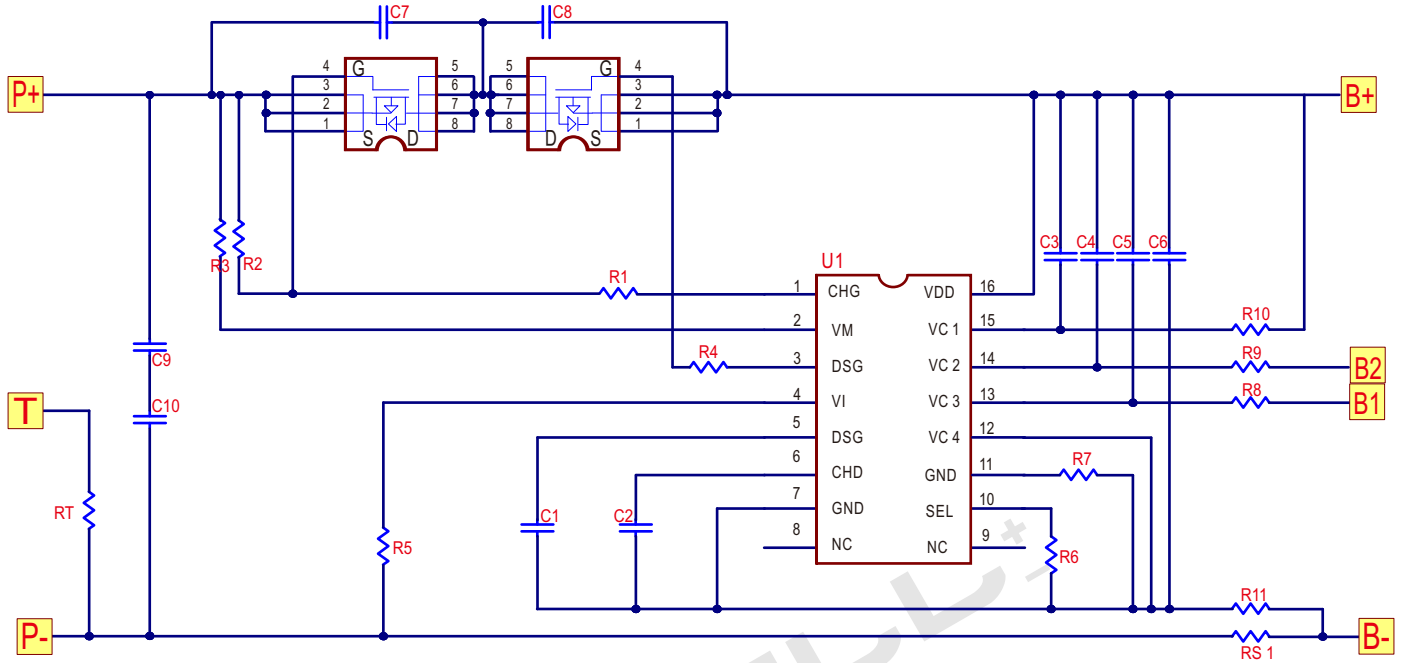 C7
C8
4 G 5
3 6
2 7
1 S D 8
5 G 4
6 3
7 2
8 D S 1
P+
B+
R3 R2
C3 C4 C5 C6
U1
R1
1 CHG VDD 16
2 VM VC 1 15 R10
R4 3 DSG VC 2 14 R9 B2
4 VI VC 3 13 R8 B1
5 DSG VC 4 12
6 CHD GND 11 R7
7 GND SEL 10
8 NC NC 9
C9
C10
T
RT
R5
C1
C2
R6
R11
P-
B-
RS 1